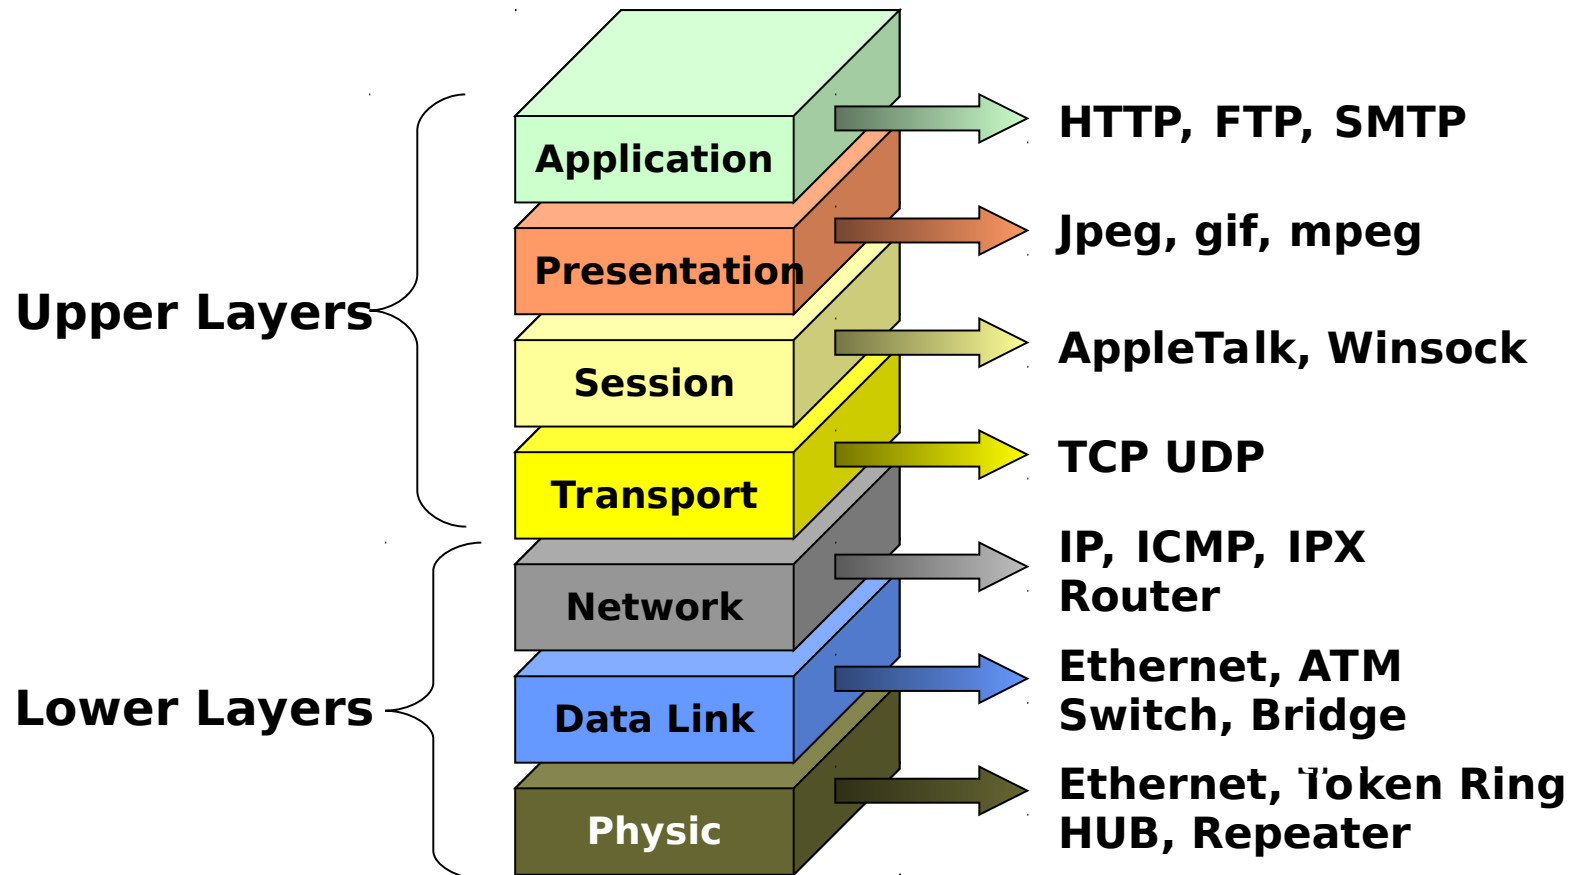 Application
HTTP, FTP, SMTP
Presentation
Jpeg, gif, mpeg
Upper Layers
Session
AppleTalk, Winsock
Transport
TCP UDP
Network
IP, ICMP, IPX
Router
Lower Layers
Data Link
Ethernet, ATM
Switch, Bridge
Physic
Ethernet, Token Ring
HUB, Repeater